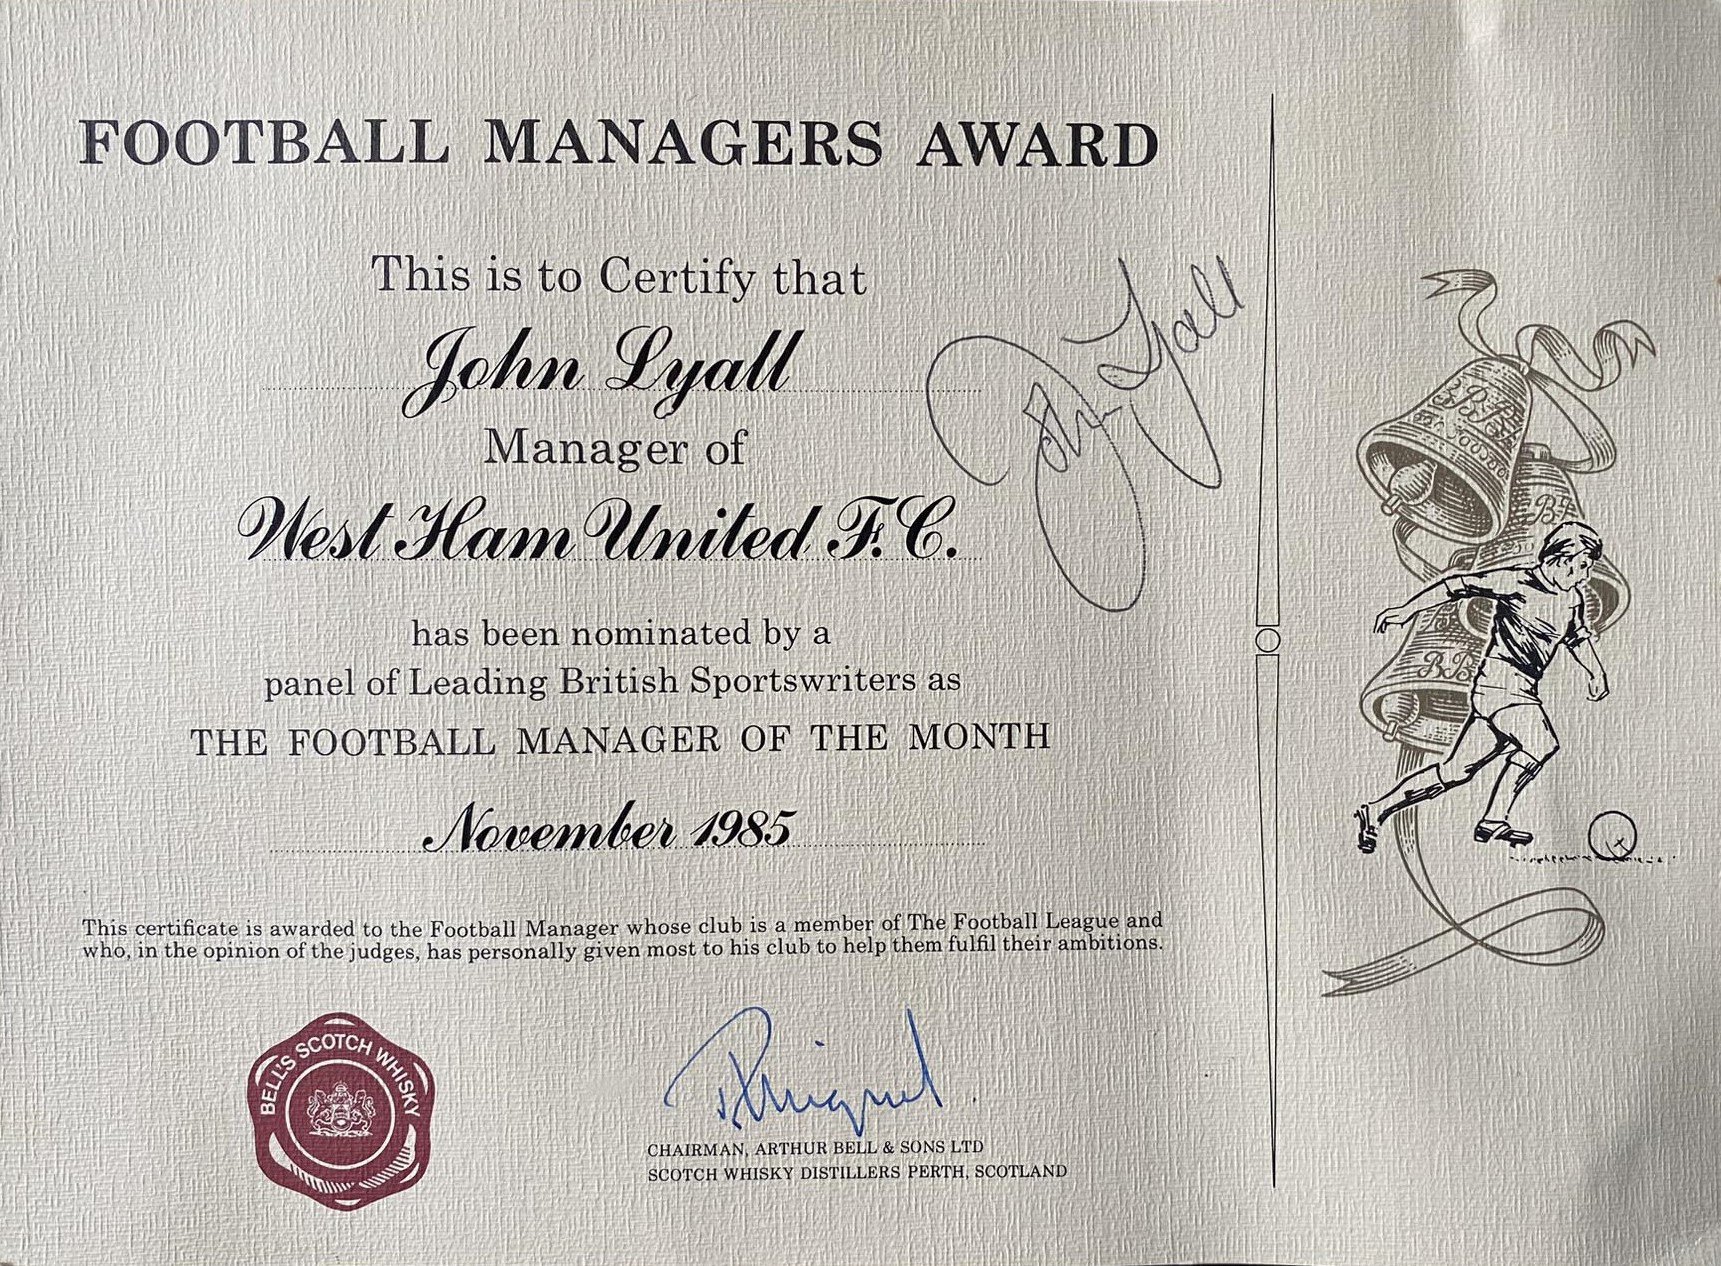 FOOTBALL MANAGERS AWARD
This is to Certify that
John Lyall
John Lyall
Manager of
West Ham United F.C.
has been nominated by a
panel of Leading British Sportswriters as
THE FOOTBALL MANAGER OF THE MONTH
November 1985
This certificate is awarded to the Football Manager whose club is a member of The Football League and
who, in the opinion of the judges, has personally given most to his club to help them fulfil their ambitions.
BELL'S SCOTCH WHISKY
CHAIRMAN, ARTHUR BELL & SONS LTD
SCOTCH WHISKY DISTILLERS PERTH, SCOTLAND